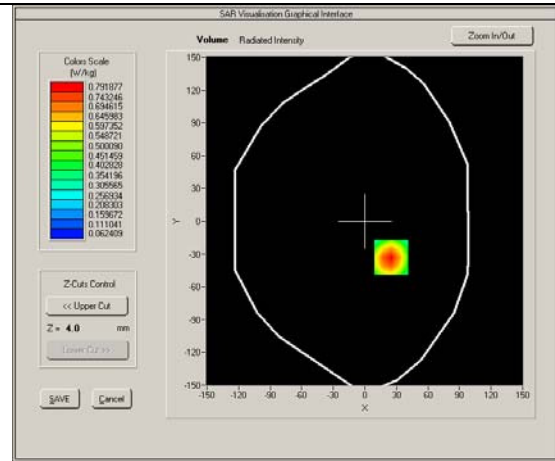 SAR Visualisation Graphical Interface
Colors Scale
(W/kg)
0.791877
0.743246
0.694615
0.645983
0.597352
0.548721
0.500090
0.451459
0.402828
0.354196
0.305565
0.256934
0.208303
0.159672
0.111041
0.062409
Z-Cuts Control
<< Upper Cut
Z = 4.0 mm
Lower Cut >>
SAVE Cancel
Volume Radiated Intensity
Zoom In/Out
150
120
90
60
30
0
-30
-60
-90
-120
-150
Y
-150 -120 -90 -60 -30 0 30 60 90 120 150
X